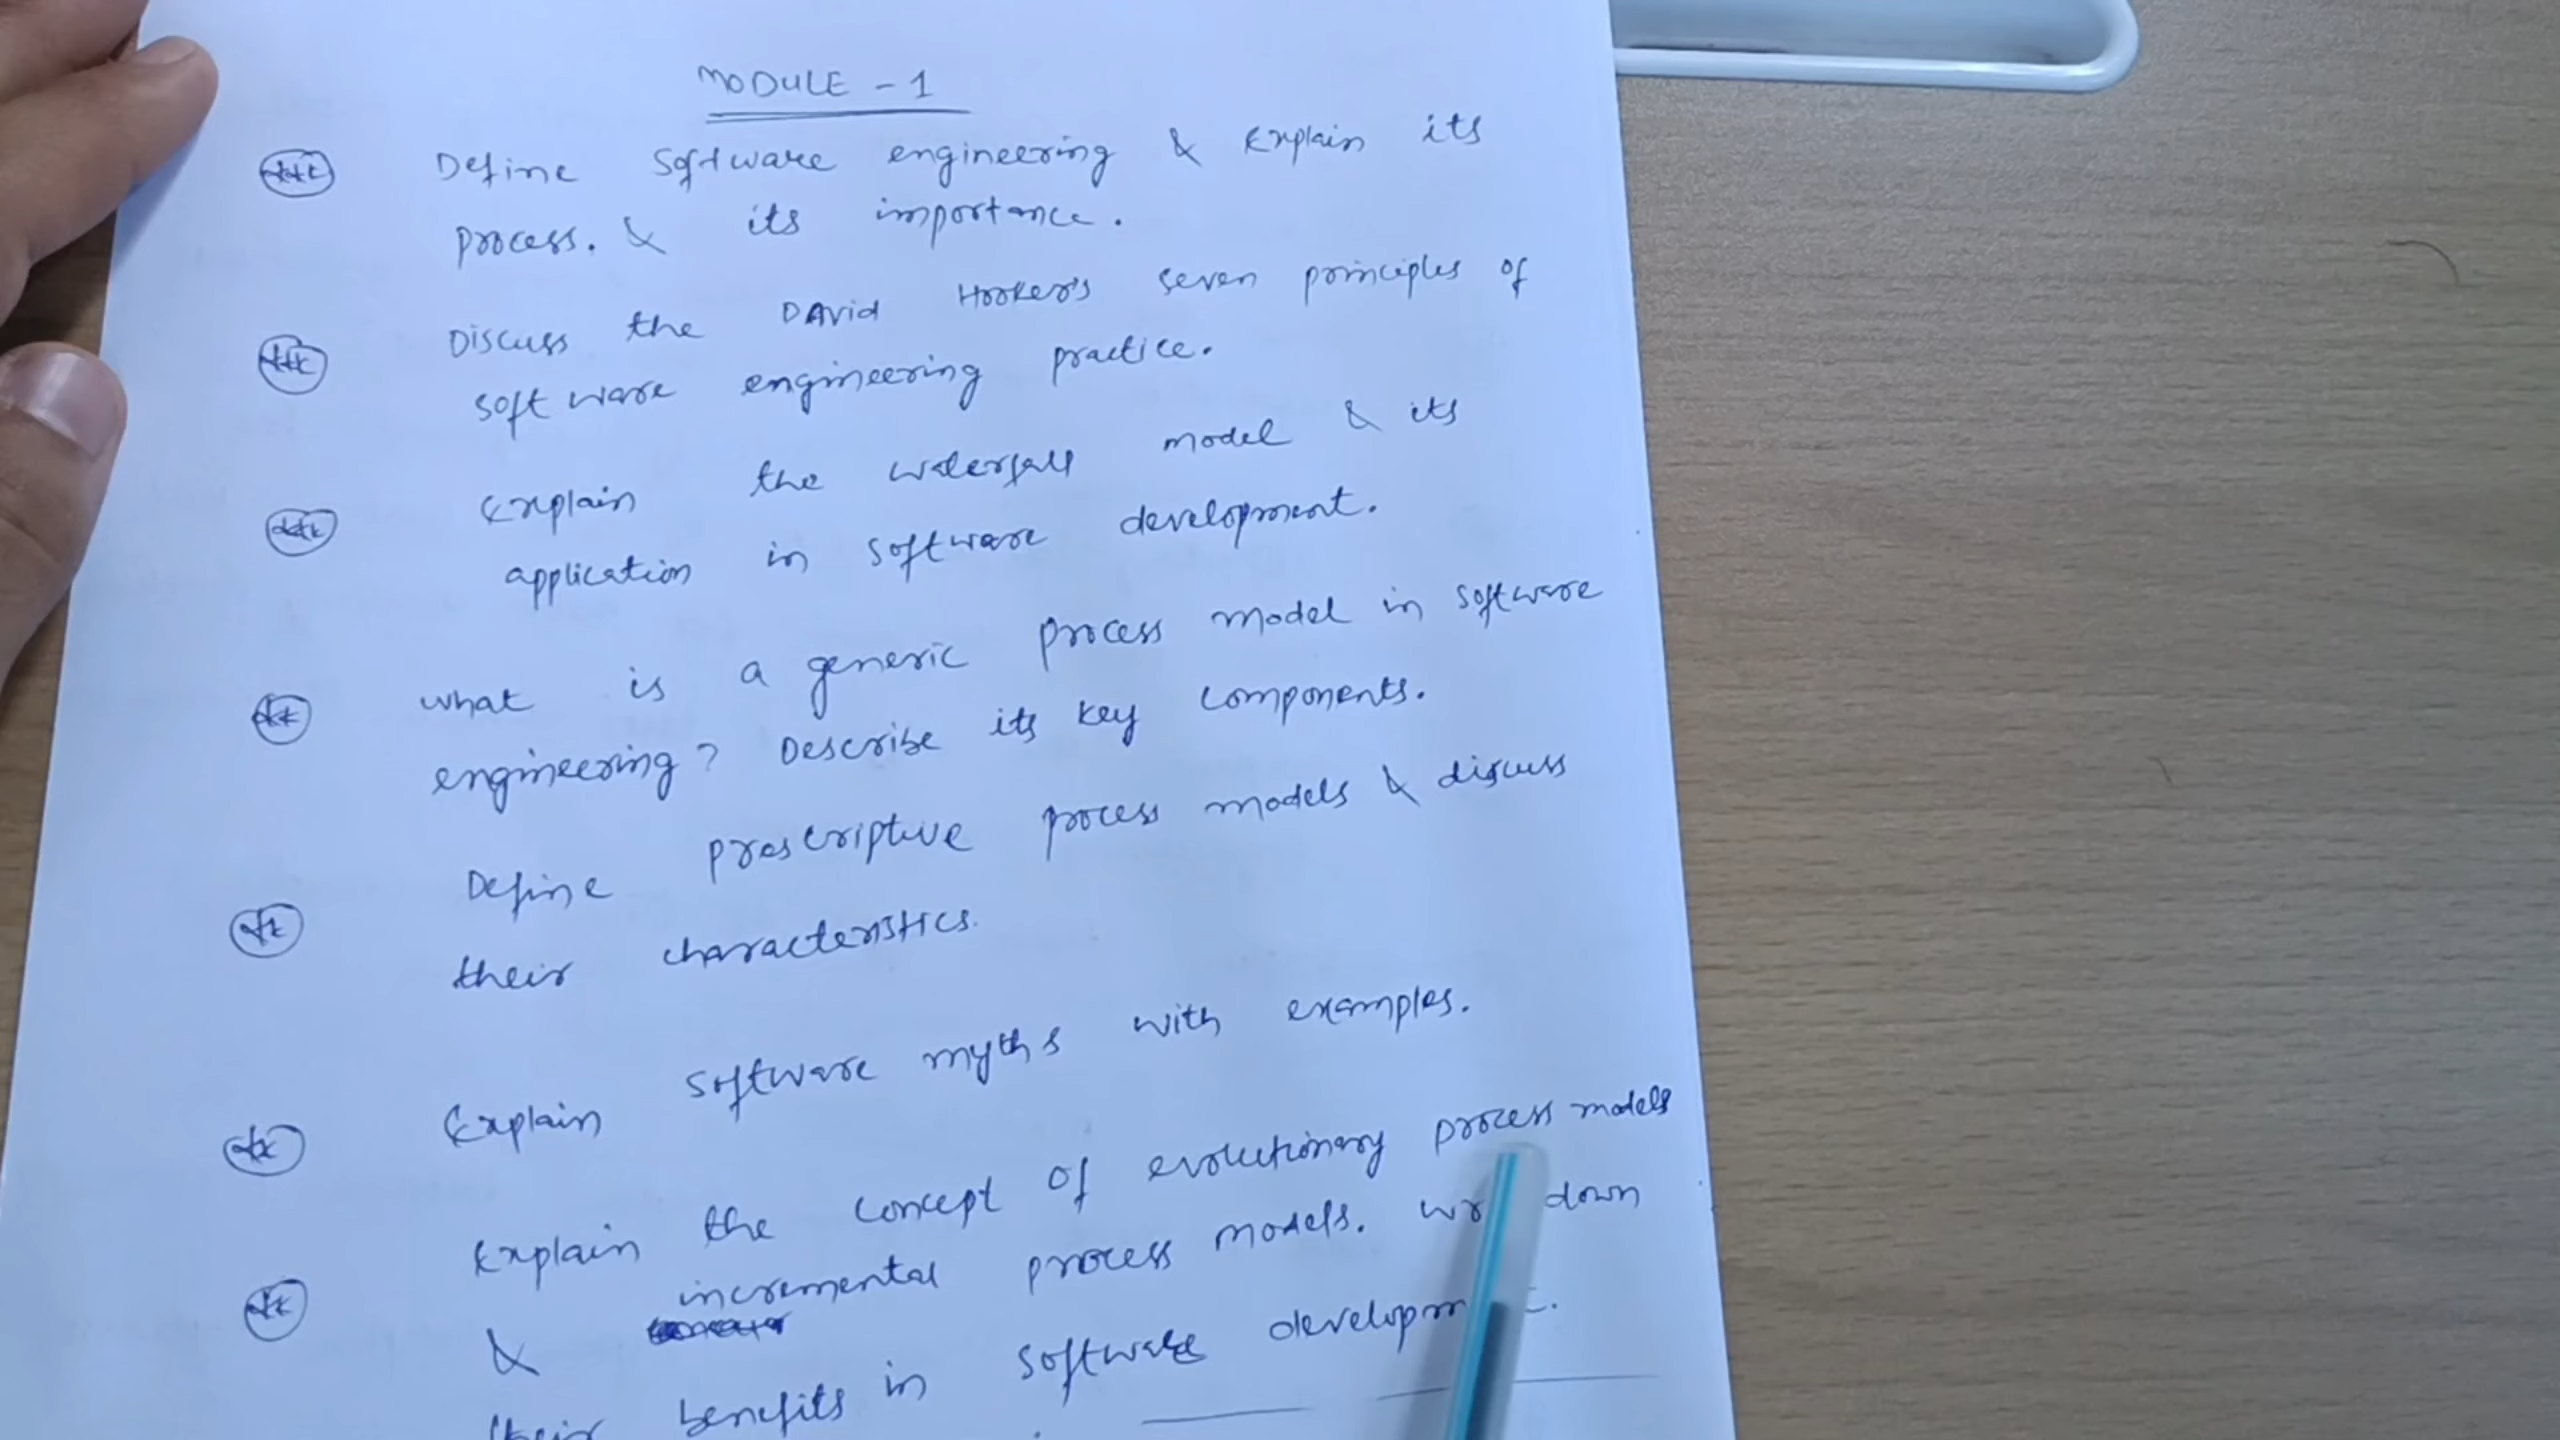 MODULE - 1
Define Software engineering & Explain its
process. & its importance.
Discuss the DAvid Hooker's seven principles of
software engineering practice.
Explain the waterfall model & its
application in software development.
what is a generic process model in software
engineering? Describe its key components.
Define prescriptive process models & discuss
their characteristics.
Explain software myths with examples.
Explain the concept of evolutionary process models
& incremental process models. down
their benefits in software